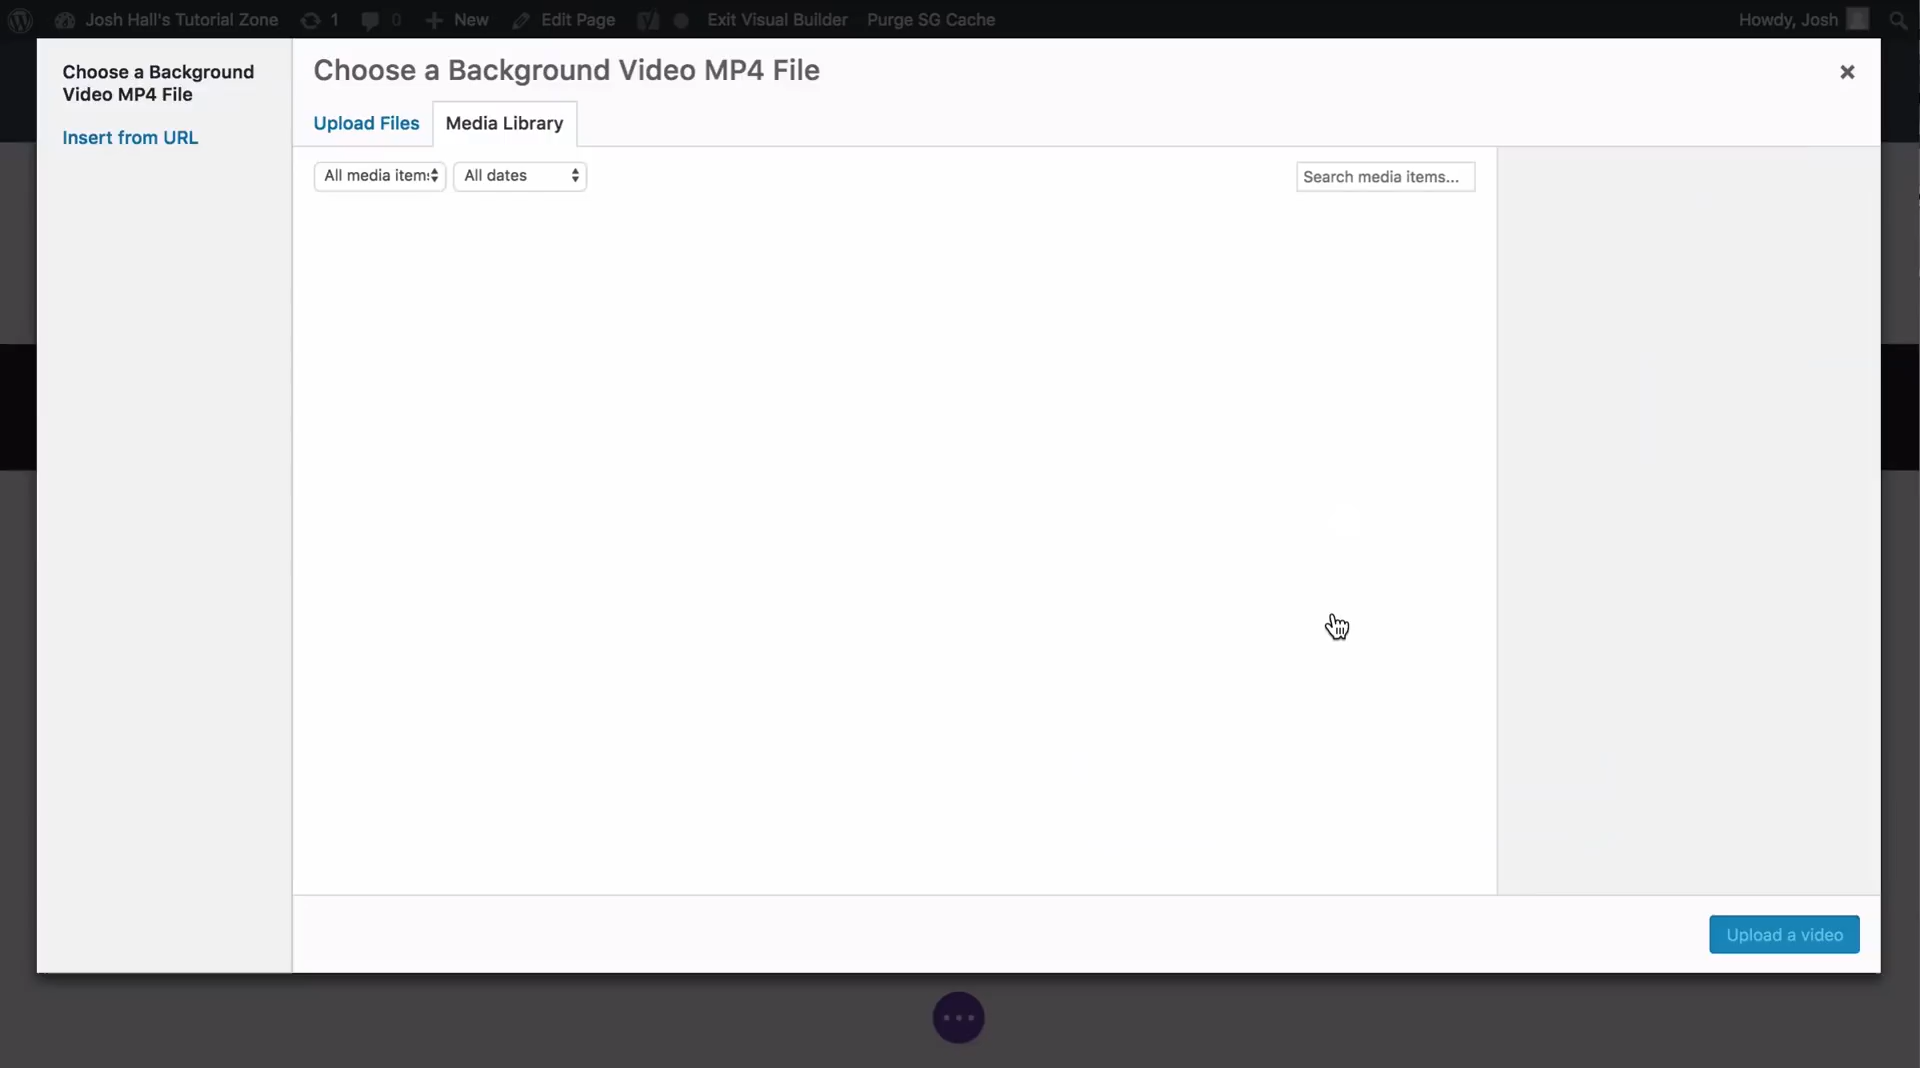 Josh Hall's Tutorial Zone 1 0 New Edit Page Exit Visual Builder Purge SG Cache Howdy, Josh
Choose a Background
Video MP4 File
Insert from URL
Choose a Background Video MP4 File
Upload Files Media Library
All media item: All dates Search media items...
Upload a video